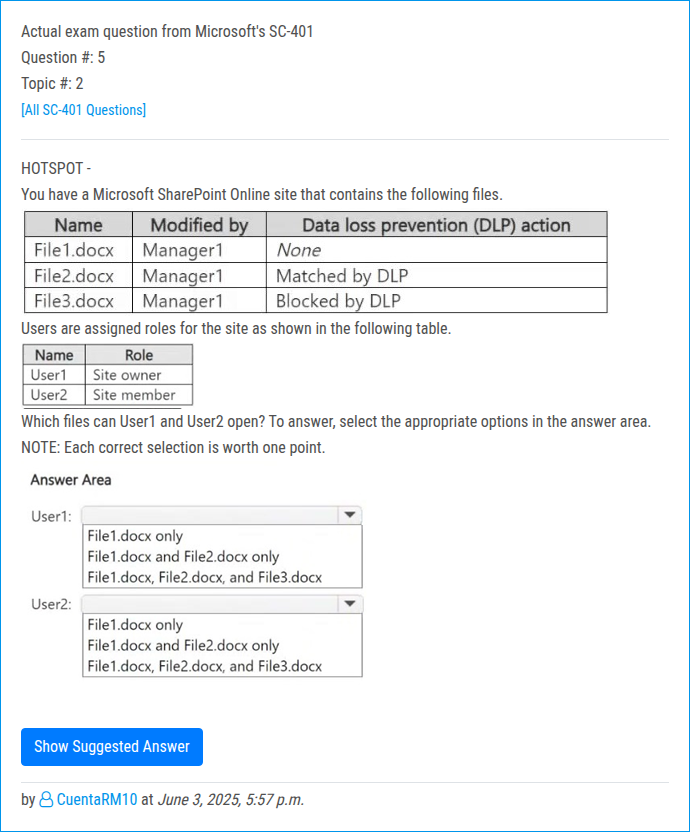 Actual exam question from Microsoft's SC-401
Question #: 5
Topic #: 2
[All SC-401 Questions]
HOTSPOT -
You have a Microsoft SharePoint Online site that contains the following files.
Name Modified by Data loss prevention (DLP) action
File1.docx Manager1 None
File2.docx Manager1 Matched by DLP
File3.docx Manager1 Blocked by DLP
Users are assigned roles for the site as shown in the following table.
Name Role
User1 Site owner
User2 Site member
Which files can User1 and User2 open? To answer, select the appropriate options in the answer area.
NOTE: Each correct selection is worth one point.
Answer Area
User1:
File1.docx only
File1.docx and File2.docx only
File1.docx, File2.docx, and File3.docx
User2:
File1.docx only
File1.docx and File2.docx only
File1.docx, File2.docx, and File3.docx
Show Suggested Answer
by CuentaRM10 at June 3, 2025, 5:57 p.m.